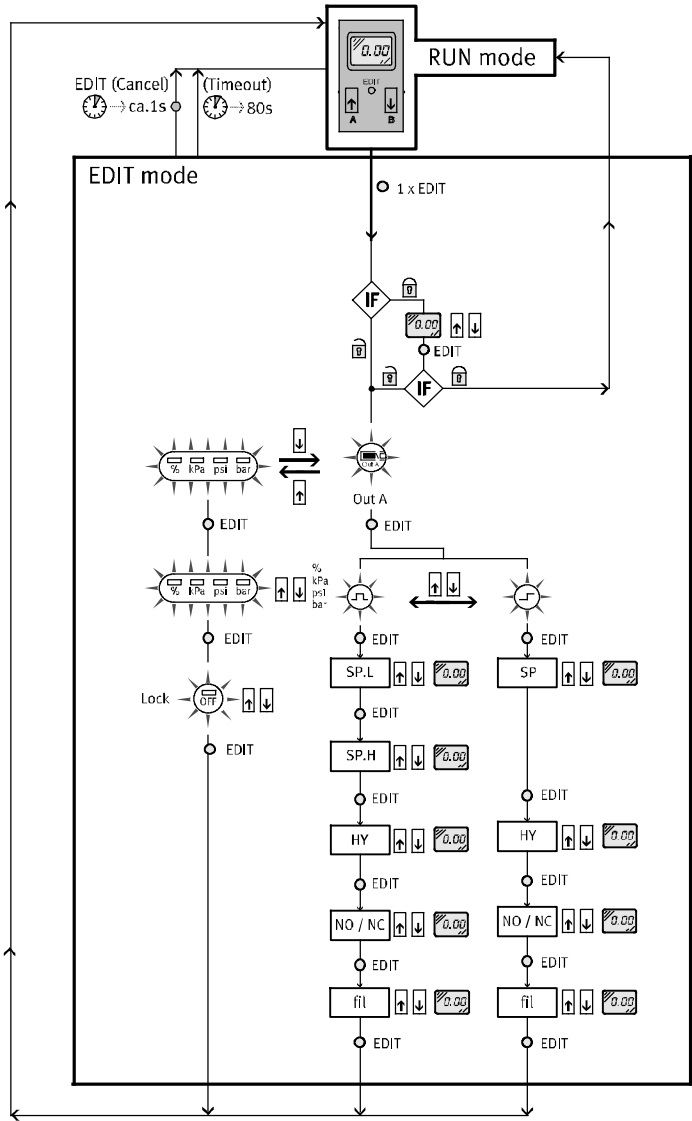 0.00
RUN mode
EDIT
A B
EDIT (Cancel) (Timeout)
ca.1s 80s
EDIT mode
1 x EDIT
IF
0.00
EDIT
IF
% kPa psi bar
Out A
Out A
EDIT
EDIT
% kPa psi bar
%
kPa
psi
bar
EDIT EDIT EDIT
SP.L 0.00 SP 0.00
Lock OFF
EDIT
EDIT
SP.H 0.00
EDIT EDIT
HY 0.00 HY 0.00
EDIT EDIT
NO / NC 0.00 NO / NC 0.00
EDIT EDIT
fil 0.00 fil 0.00
EDIT EDIT